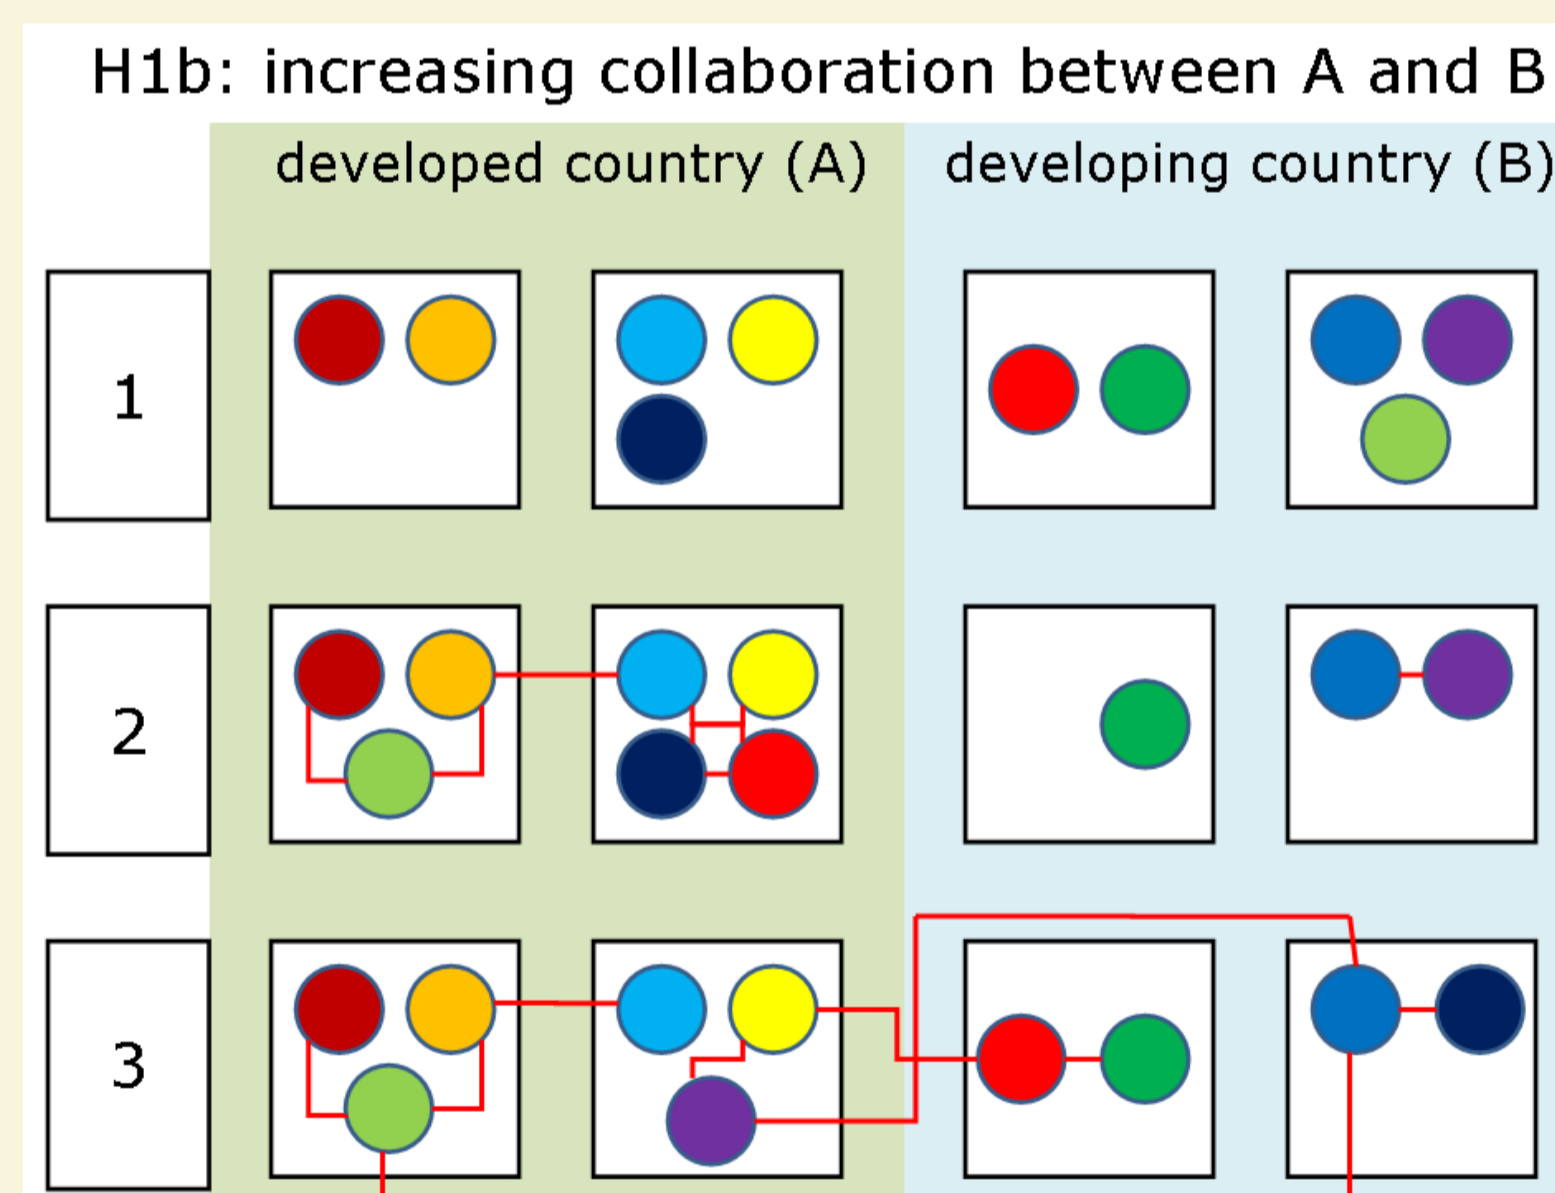 H1b: increasing collaboration between A and B
developed country (A)
developing country (B)
1
2
3